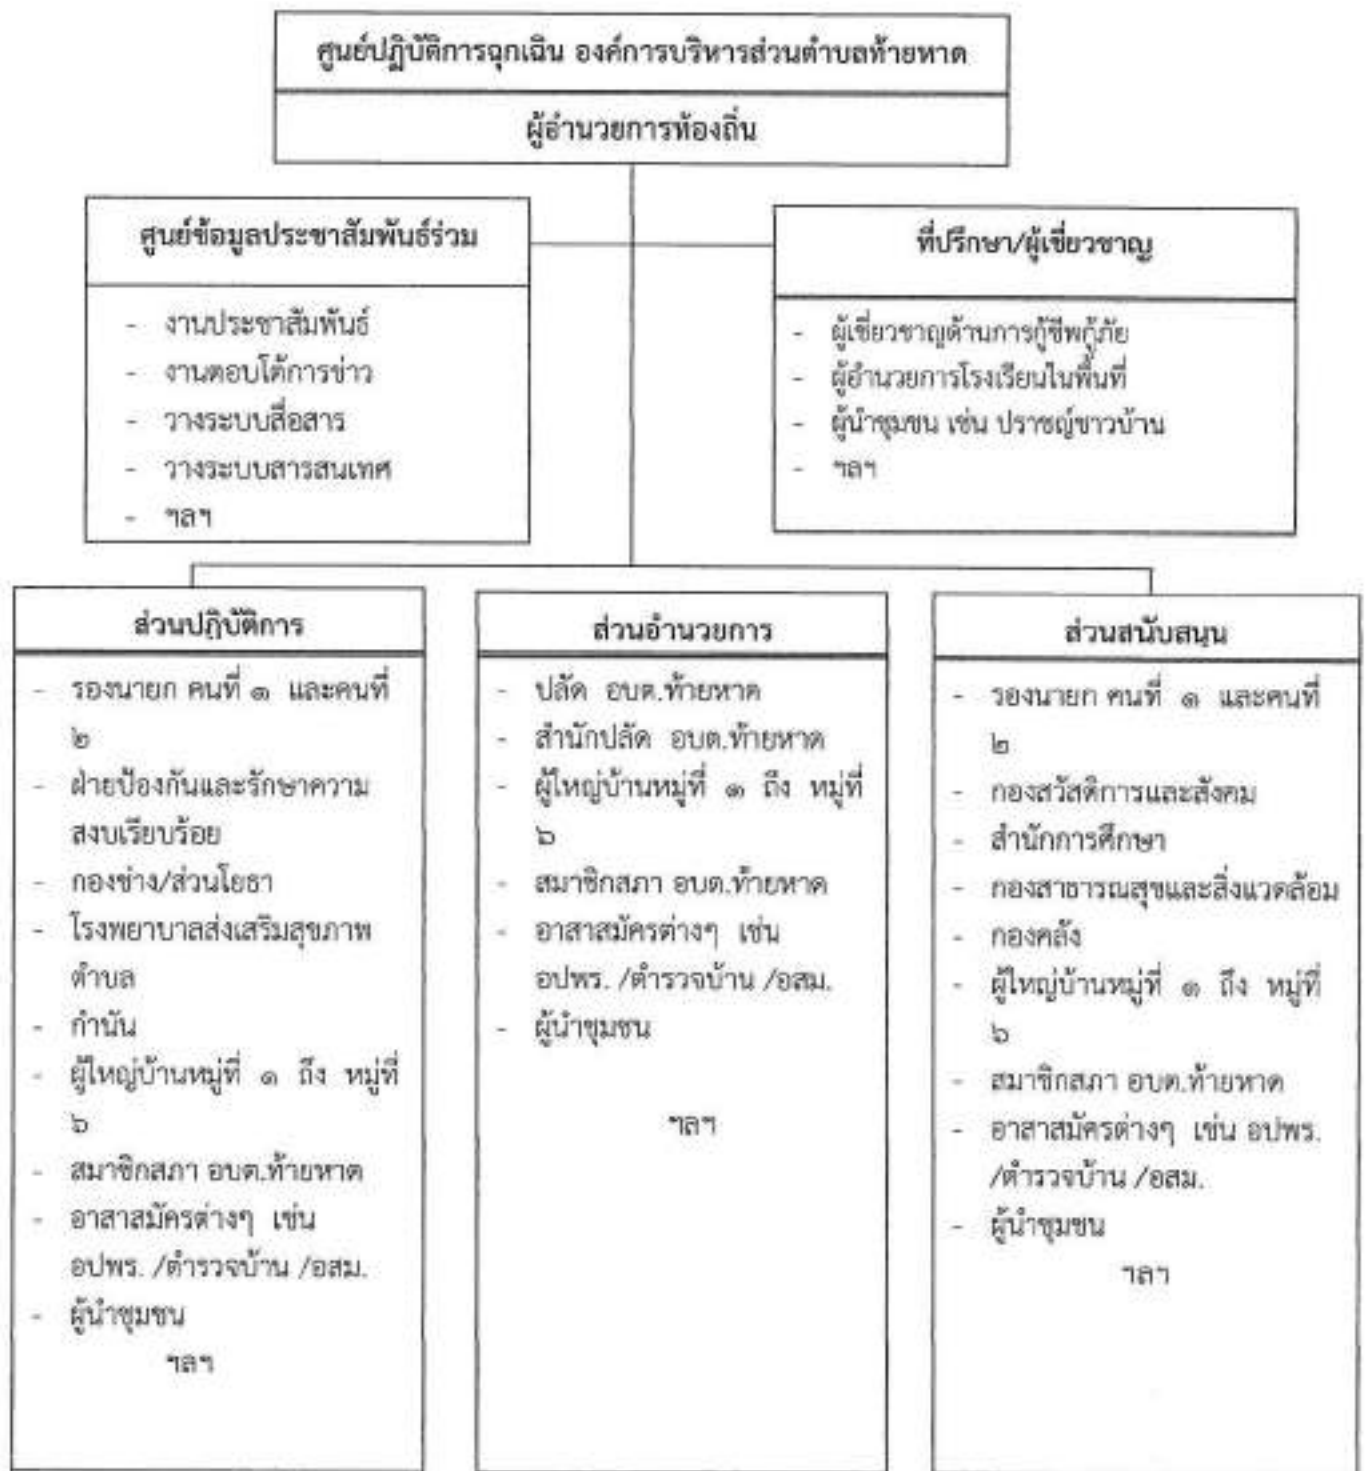 ศูนย์ปฏิบัติการฉุกเฉิน องค์การบริหารส่วนตำบลท้ายหาด
ผู้อำนวยการท้องถิ่น
ศูนย์ข้อมูลประชาสัมพันธ์ร่วม
- งานประชาสัมพันธ์
- งานตอบโต้การข่าว
- วางระบบสื่อสาร
- วางระบบสารสนเทศ
- ฯลฯ
ที่ปรึกษา/ผู้เชี่ยวชาญ
- ผู้เชี่ยวชาญด้านการกู้ชีพกู้ภัย
- ผู้อำนวยการโรงเรียนในพื้นที่
- ผู้นำชุมชน เช่น ปราชญ์ชาวบ้าน
- ฯลฯ
ส่วนปฏิบัติการ
- รองนายก คนที่ ๑ และคนที่
๒
- ฝ่ายป้องกันและรักษาความ
สงบเรียบร้อย
- กองช่าง/ส่วนโยธา
- โรงพยาบาลส่งเสริมสุขภาพ
ตำบล
- กำนัน
- ผู้ใหญ่บ้านหมู่ที่ ๑ ถึง หมู่ที่
๖
- สมาชิกสภา อบต.ท้ายหาด
- อาสาสมัครต่างๆ เช่น
อปพร. /ตำรวจบ้าน /อสม.
- ผู้นำชุมชน
ฯลฯ
ส่วนอำนวยการ
- ปลัด อบต.ท้ายหาด
- สำนักปลัด อบต.ท้ายหาด
- ผู้ใหญ่บ้านหมู่ที่ ๑ ถึง หมู่ที่
๖
- สมาชิกสภา อบต.ท้ายหาด
- อาสาสมัครต่างๆ เช่น
อปพร. /ตำรวจบ้าน /อสม.
- ผู้นำชุมชน
ฯลฯ
ส่วนสนับสนุน
- รองนายก คนที่ ๑ และคนที่
๒
- กองสวัสดิการและสังคม
- สำนักการศึกษา
- กองสาธารณสุขและสิ่งแวดล้อม
- กองคลัง
- ผู้ใหญ่บ้านหมู่ที่ ๑ ถึง หมู่ที่
๖
- สมาชิกสภา อบต.ท้ายหาด
- อาสาสมัครต่างๆ เช่น อปพร.
/ตำรวจบ้าน /อสม.
- ผู้นำชุมชน
ฯลฯ